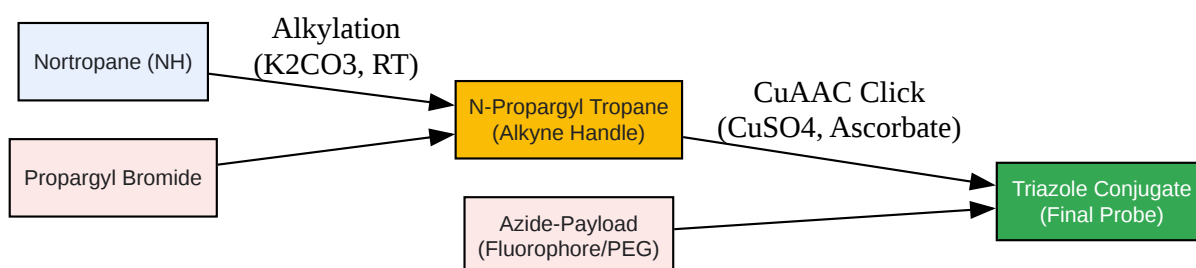 Nortropane (NH)
Alkylation
(K2CO3, RT)
Propargyl Bromide
N-Propargyl Tropane
(Alkyne Handle)
CuAAC Click
(CuSO4, Ascorbate)
Azide-Payload
(Fluorophore/PEG)
Triazole Conjugate
(Final Probe)